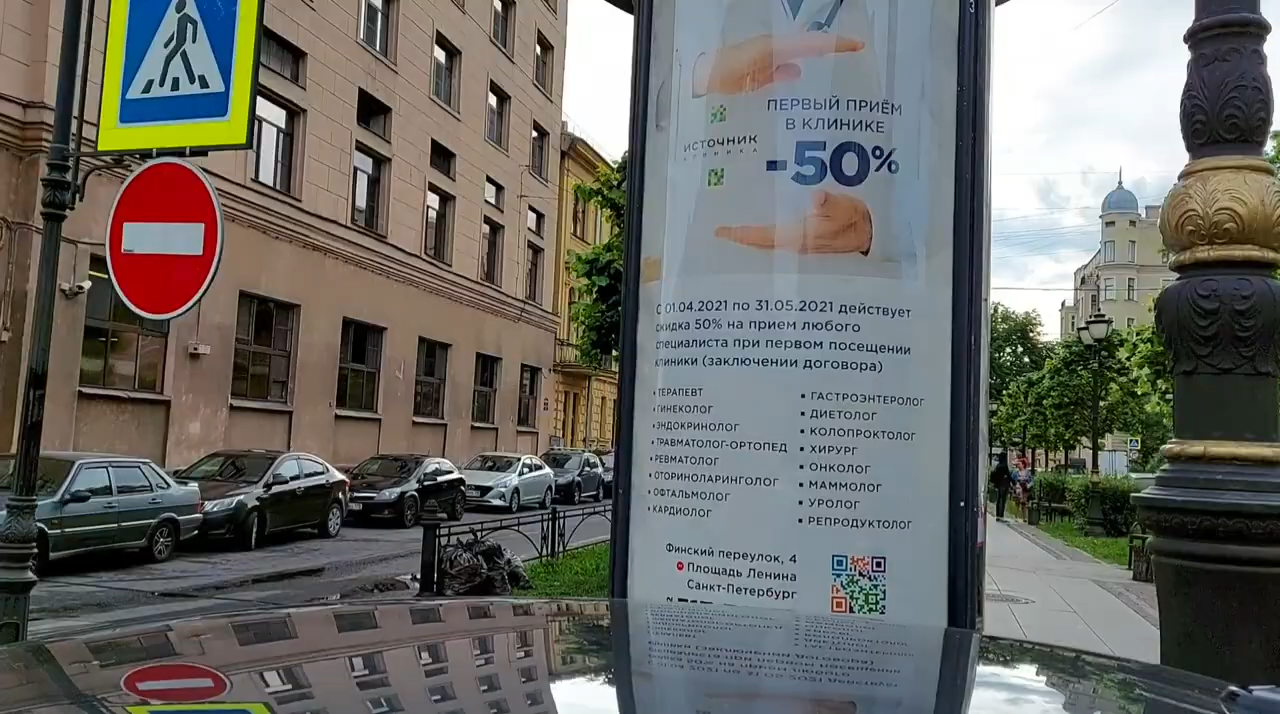 ПЕРВЫЙ ПРИЁМ
В КЛИНИКЕ
-50%
ИСТОЧНИК
КЛИНИКА
С 01.04.2021 по 31.05.2021 действует
скидка 50% на прием любого
специалиста при первом посещении
клиники (заключении договора)
ТЕРАПЕВТ
ГИНЕКОЛОГ
ЭНДОКРИНОЛОГ
ТРАВМАТОЛОГ-ОРТОПЕД
РЕВМАТОЛОГ
ОТОРИНОЛАРИНГОЛОГ
ОФТАЛЬМОЛОГ
КАРДИОЛОГ
ГАСТРОЭНТЕРОЛОГ
ДИЕТОЛОГ
КОЛОПРОКТОЛОГ
ХИРУРГ
ОНКОЛОГ
МАММОЛОГ
УРОЛОГ
РЕПРОДУКТОЛОГ
Финский переулок, 4
Площадь Ленина
Санкт-Петербург